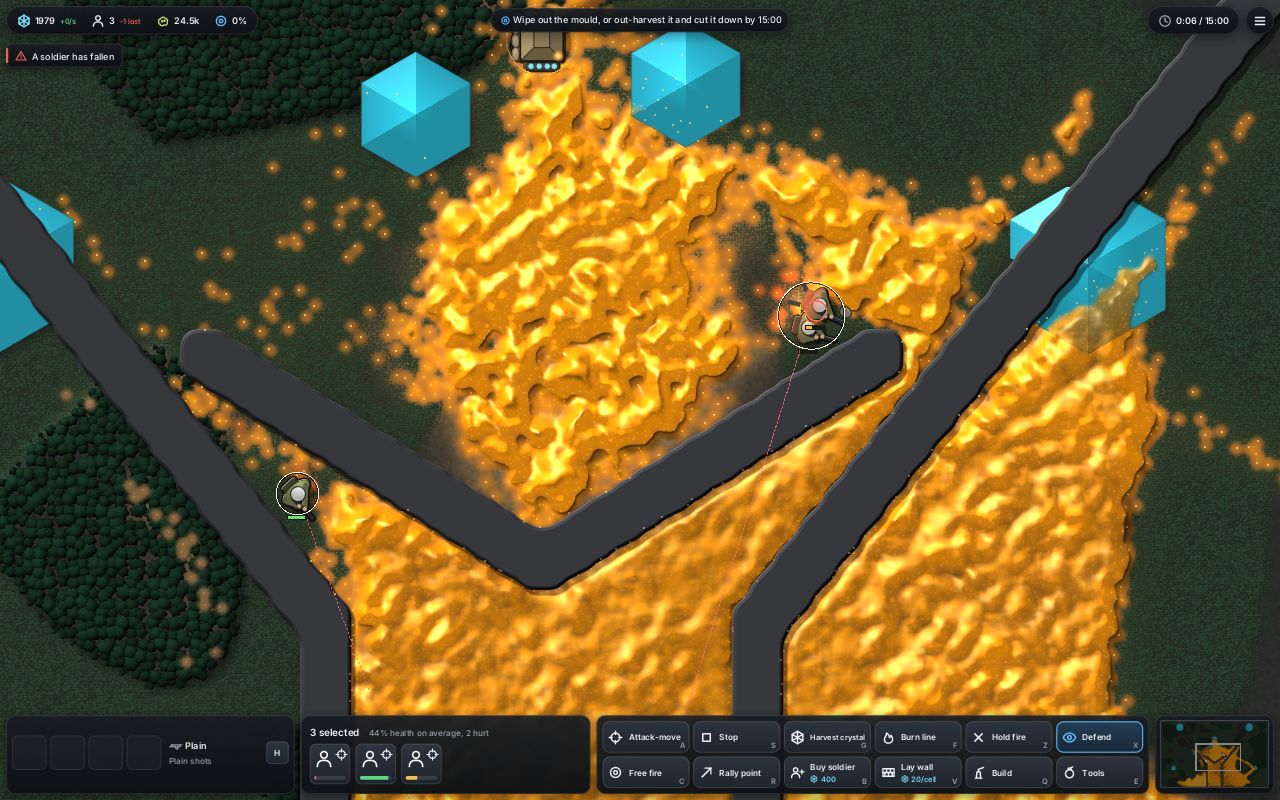 1979 +0/s 3 -1 lost 24.5k 0%
Wipe out the mould, or out-harvest it and cut it down by 15:00
0:06 / 15:00
A soldier has fallen
Plain
Plain shots
H
3 selected 44% health on average, 2 hurt
Attack-move A
Stop S
Harvest crystal G
Burn line F
Hold fire Z
Defend X
Free fire C
Rally point R
Buy soldier 400 B
Lay wall 20/cell V
Build Q
Tools E